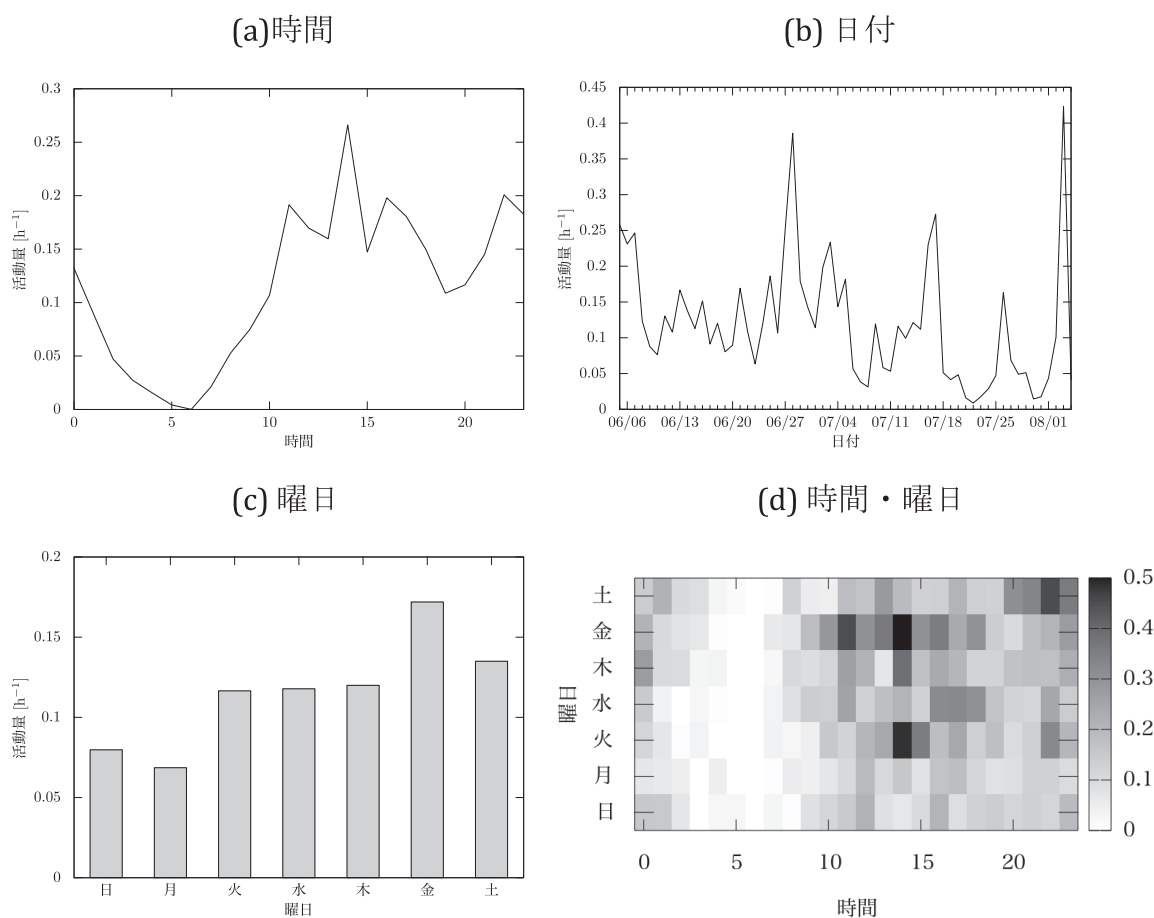 (a)時間
0.3
0.25
0.2
0.15
0.1
0.05
0
活動量 [h⁻¹]
0 5 10 15 20
時間
(b) 日付
0.45
0.4
0.35
0.3
0.25
0.2
0.15
0.1
0.05
0
活動量 [h⁻¹]
06/06 06/13 06/20 06/27 07/04 07/11 07/18 07/25 08/01
日付
(c) 曜日
0.2
0.15
0.1
0.05
0
活動量 [h⁻¹]
日 月 火 水 木 金 土
曜日
(d) 時間・曜日
土
金
木
水
火
月
日
曜日
0 5 10 15 20
時間
0.5
0.4
0.3
0.2
0.1
0